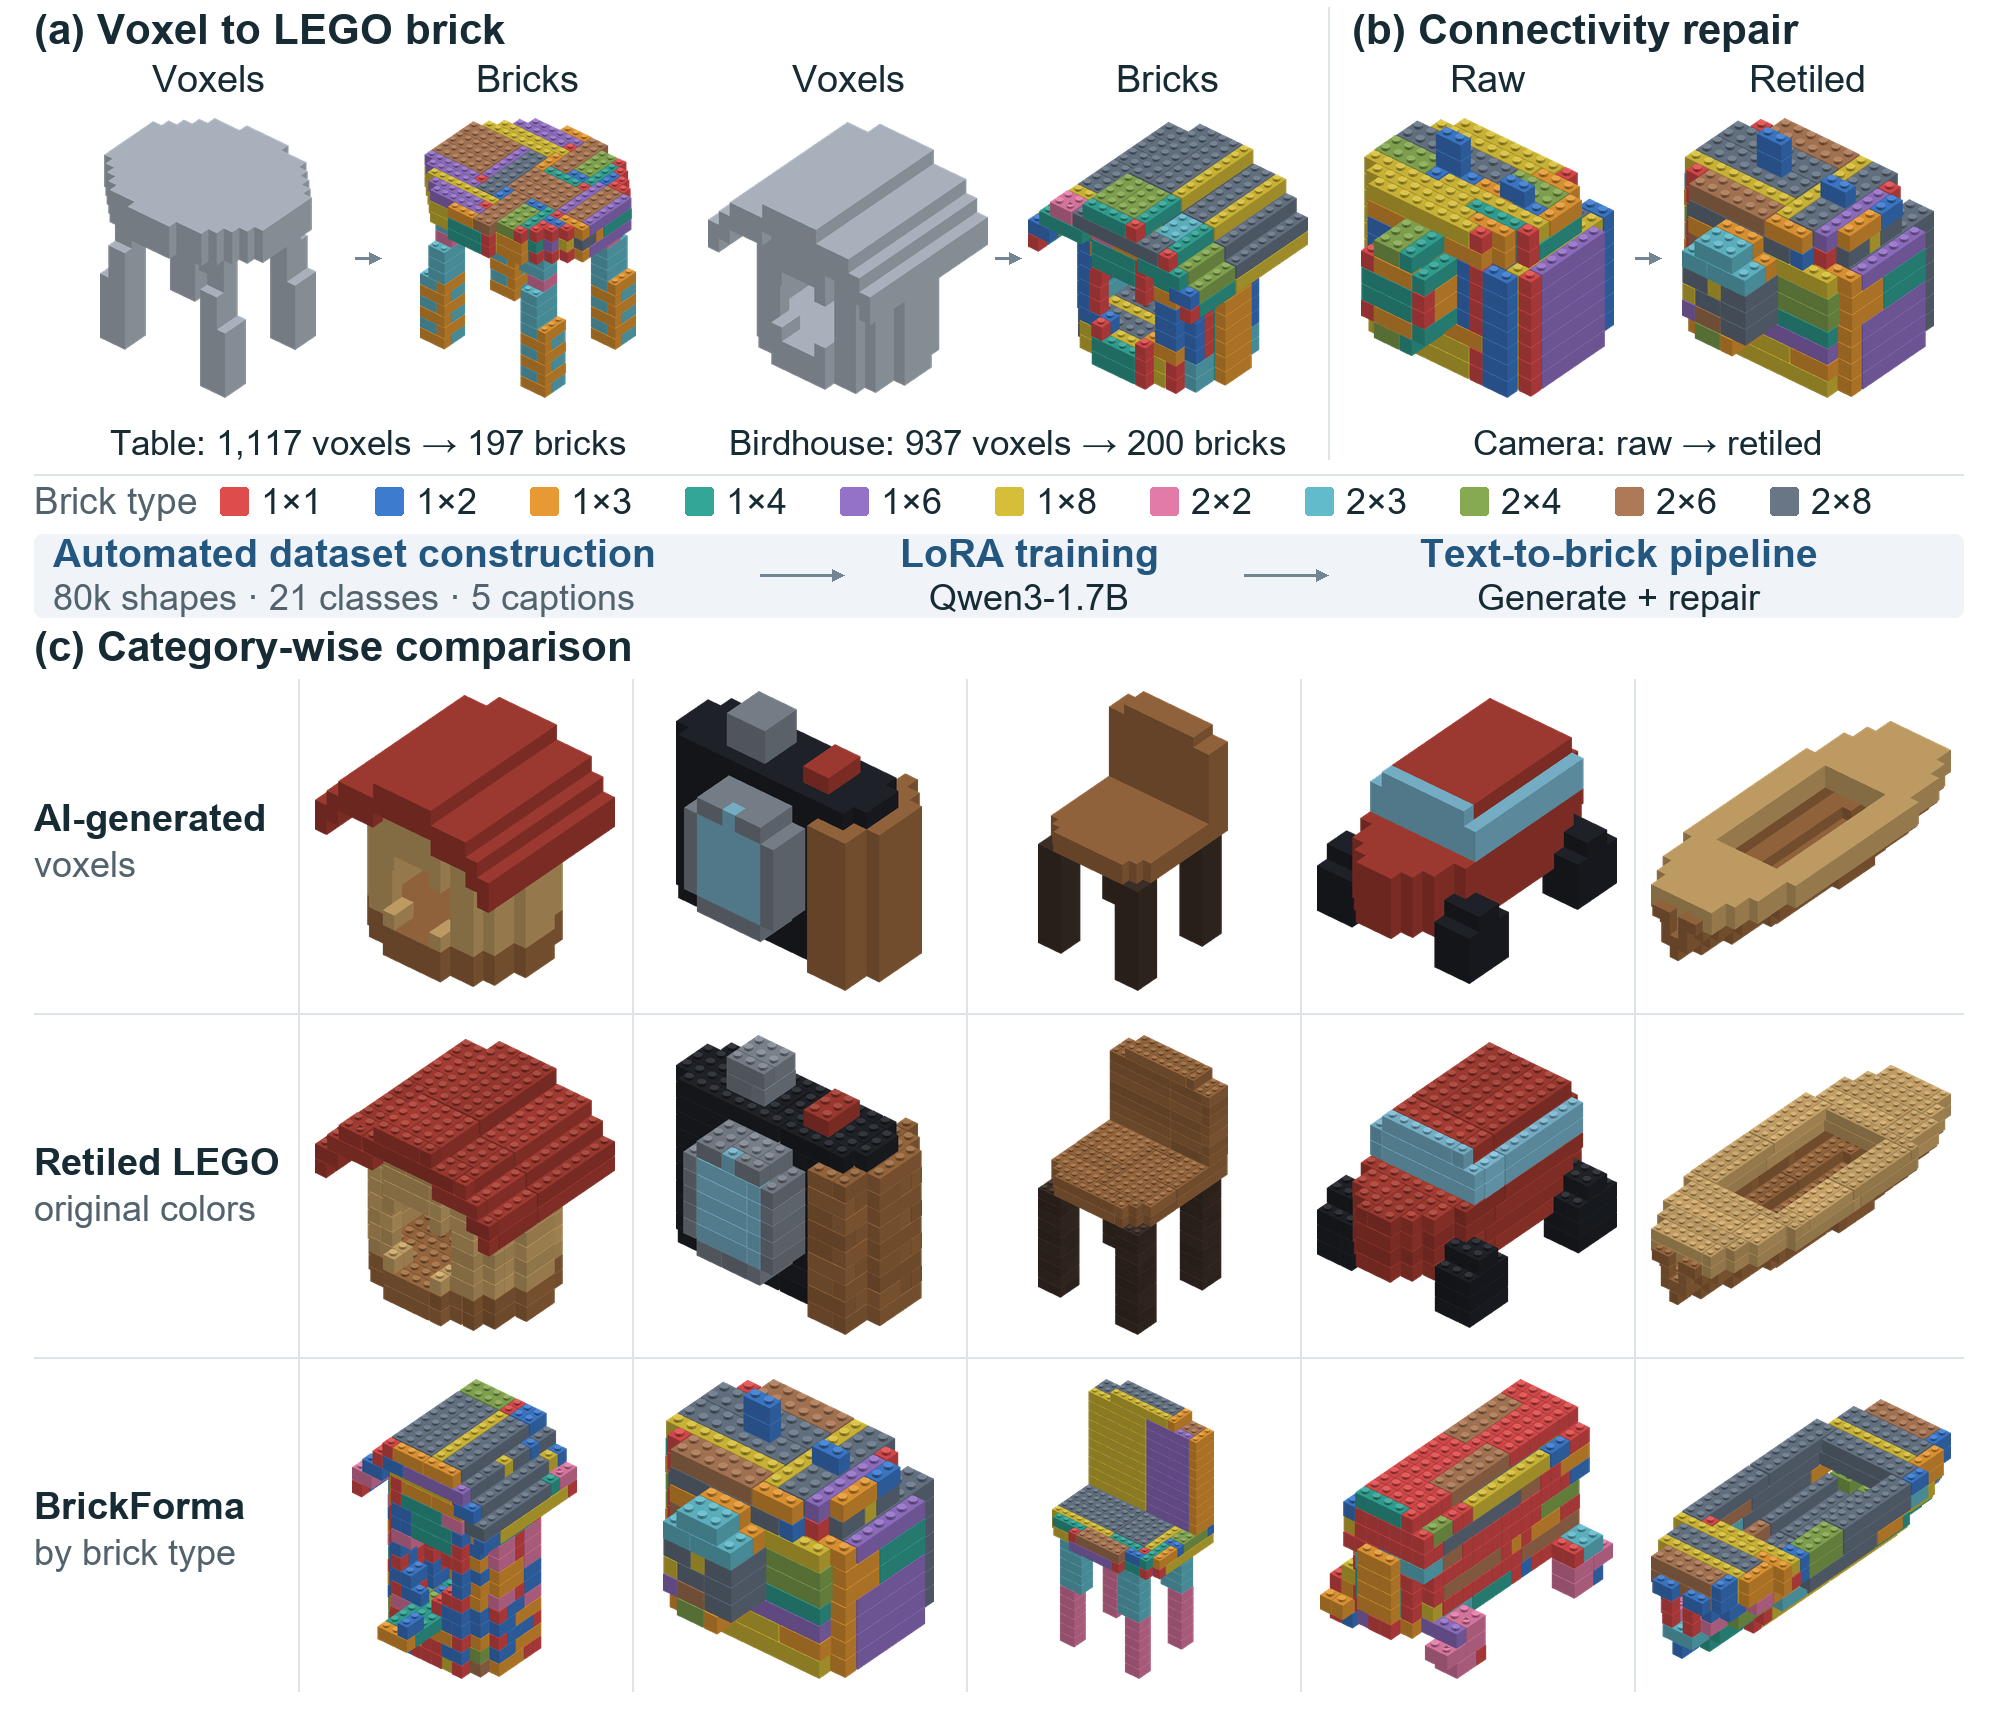 (a) Voxel to LEGO brick
(b) Connectivity repair
Voxels
Bricks
Voxels
Bricks
Raw
Retiled
Table: 1,117 voxels → 197 bricks
Birdhouse: 937 voxels → 200 bricks
Camera: raw → retiled
Brick type 1×1 1×2 1×3 1×4 1×6 1×8 2×2 2×3 2×4 2×6 2×8
Automated dataset construction
80k shapes · 21 classes · 5 captions
LoRA training
Qwen3-1.7B
Text-to-brick pipeline
Generate + repair
(c) Category-wise comparison
AI-generated
voxels
Retiled LEGO
original colors
BrickForma
by brick type